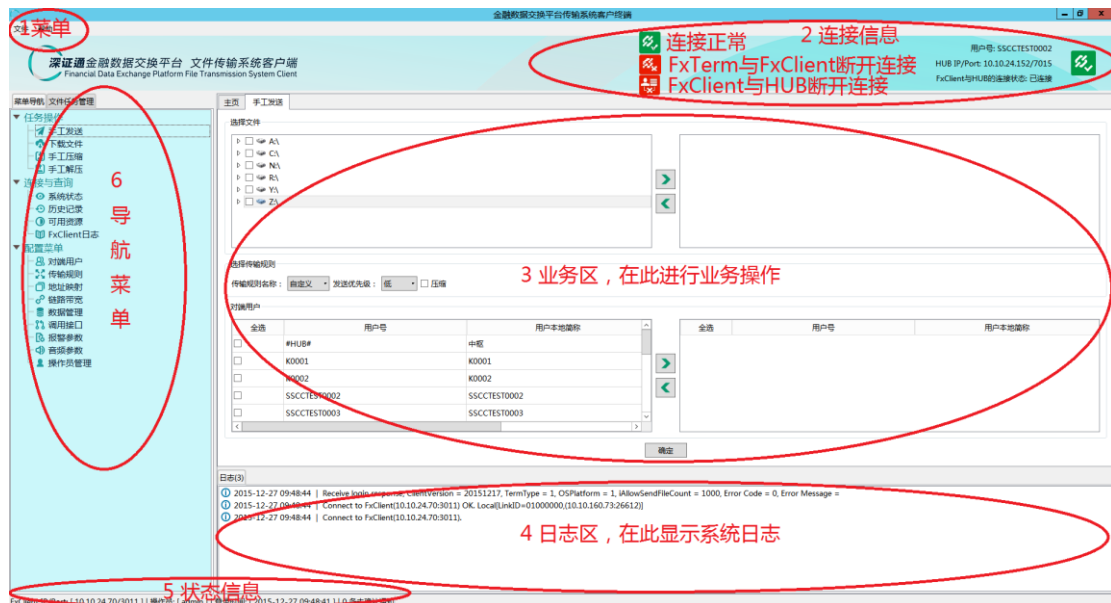 金融数据交换平台传输系统客户终端
文件
1菜单
深证通金融数据交换平台 文件传输系统客户端
Financial Data Exchange Platform File Transmission System Client
连接正常
FxTerm与FxClient断开连接
FxClient与HUB断开连接
2 连接信息
用户号: SSCCTEST0002
HUB IP/Port: 10.10.24.152/7015
FxClient与HUB的连接状态: 已连接
菜单导航 文件任务管理
任务操作
手工发送
下载文件
手工压缩
手工解压
连接与查询
系统状态
历史记录
可用资源
FxClient日志
配置菜单
对端用户
传输规则
地址映射
链路带宽
数据管理
调用接口
报警参数
音频参数
操作员管理
6
导
航
菜
单
主页 手工发送
选择文件
A:\
C:\
N:\
R:\
Y:\
Z:\
选择传输规则
3 业务区，在此进行业务操作
传输规则名称： 自定义 发送优先级： 低 压缩
对端用户
全选 用户号 用户本地简称
#HUB# 中枢
K0001 K0001
K0002 K0002
SSCCTEST0002 SSCCTEST0002
SSCCTEST0003 SSCCTEST0003
全选 用户号 用户本地简称
确定
日志(3)
2015-12-27 09:48:44 | Receive login response, ClientVersion = 20151217, TermType = 1, OSPlatform = 1, iAllowSendFileCount = 1000, Error Code = 0, Error Message =
2015-12-27 09:48:44 | Connect to FxClient(10.10.24.70:3011) OK. Local[LinkID=01000000,(10.10.160.73:26612)]
2015-12-27 09:48:44 | Connect to FxClient(10.10.24.70:3011).
4 日志区，在此显示系统日志
5 状态信息